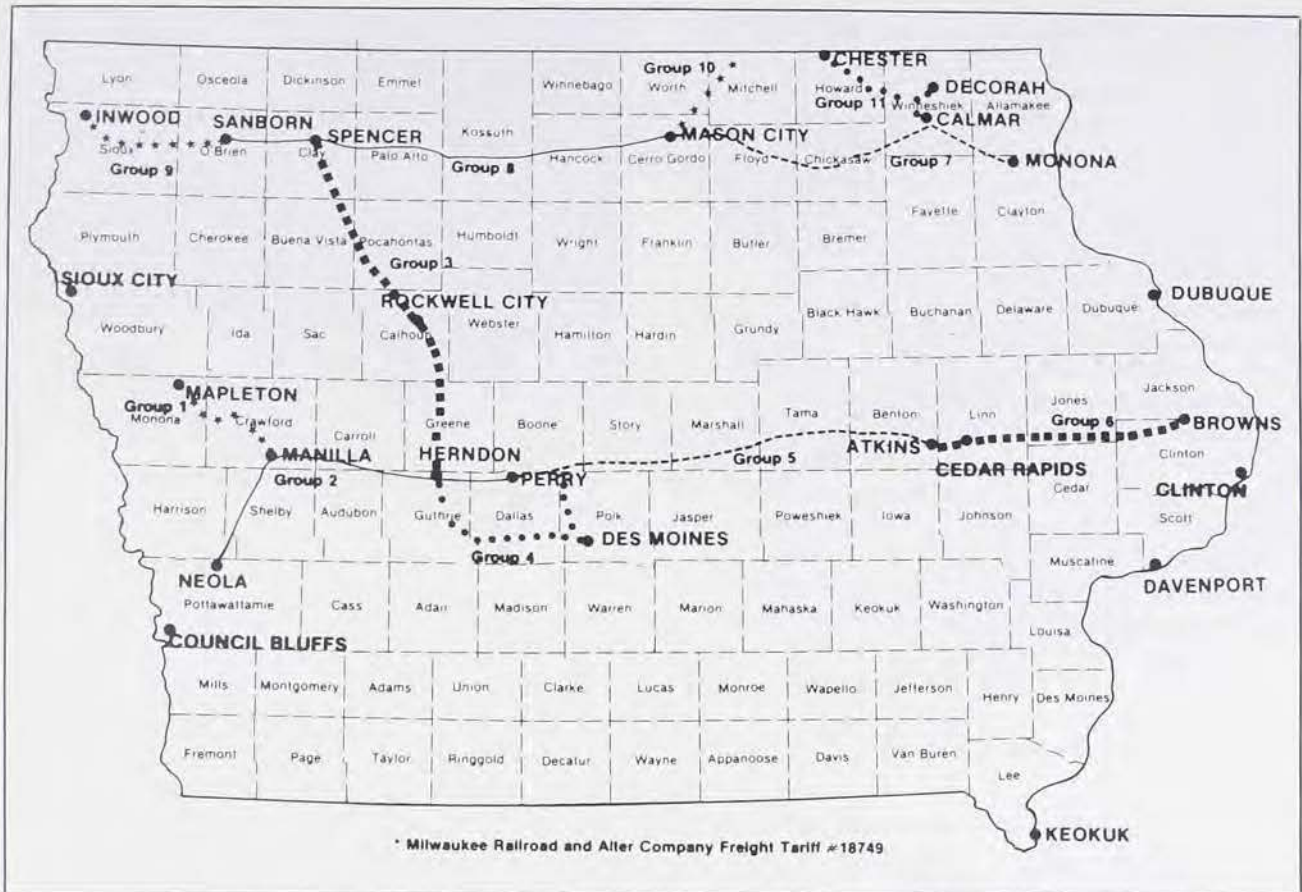 Lyon Osceola Dickinson Emmel Winnebago Group 10 Worth Mitchell CHESTER Howard DECORAH
Group 11 Winneshiek Allamakee
INWOOD SANBORN SPENCER Kossuth MASON CITY CALMAR
Sioux O'Brien Clay Palo Alto Hancock Cerro Gordo Floyd Chickasaw MONONA
Group 9 Group 8 Group 7
Fayette Clayton
Plymouth Cherokee Buena Vista Pocahontas Humboldt Wright Franklin Butler Bremer
Group 3
SIOUX CITY
ROCKWELL CITY DUBUQUE
Woodbury Ida Sac Calhoun Webster Hamilton Hardin Grundy Black Hawk Buchanan Delaware Dubuque
MAPLETON Jackson
Group 1 Jones
Monona Crawford Carroll Greene Boone Story Marshall Tama Benton Linn Group 6
BROWNS
MANILLA HERNDON ATKINS
Group 2 PERRY Group 5 CEDAR RAPIDS Clinton
Cedar CLINTON
Harrison Shelby Audubon Guthrie Dallas Polk Jasper Poweshiek Iowa Johnson Scott
DES MOINES
Group 4 Muscatine
NEOLA DAVENPORT
Pottawattamie Cass Adair Madison Warren Marion Mahaska Keokuk Washington
COUNCIL BLUFFS Louisa
Mills Montgomery Adams Union Clarke Lucas Monroe Wapello Jefferson Henry Des Moines
Fremont Page Taylor Ringgold Decatur Wayne Appanoose Davis Van Buren
Lee
KEOKUK
* Milwaukee Railroad and Alter Company Freight Tariff #18749